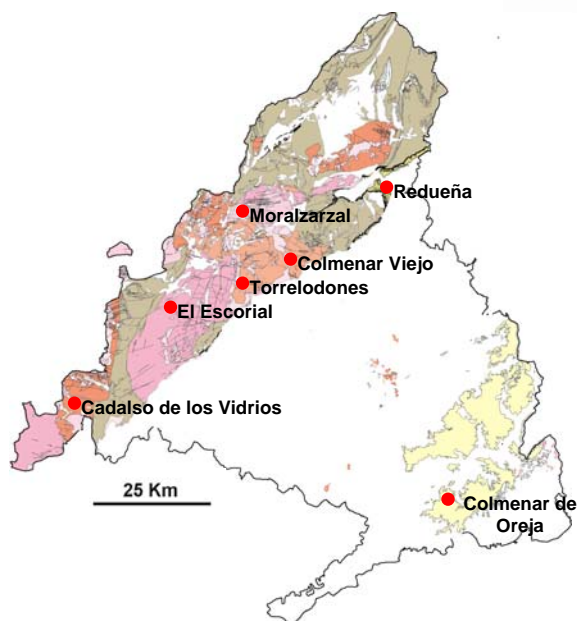 Redueña
Moralzarzal
Colmenar Viejo
Torrelodones
El Escorial
Cadalso de los Vidrios
25 Km
Colmenar de
Oreja